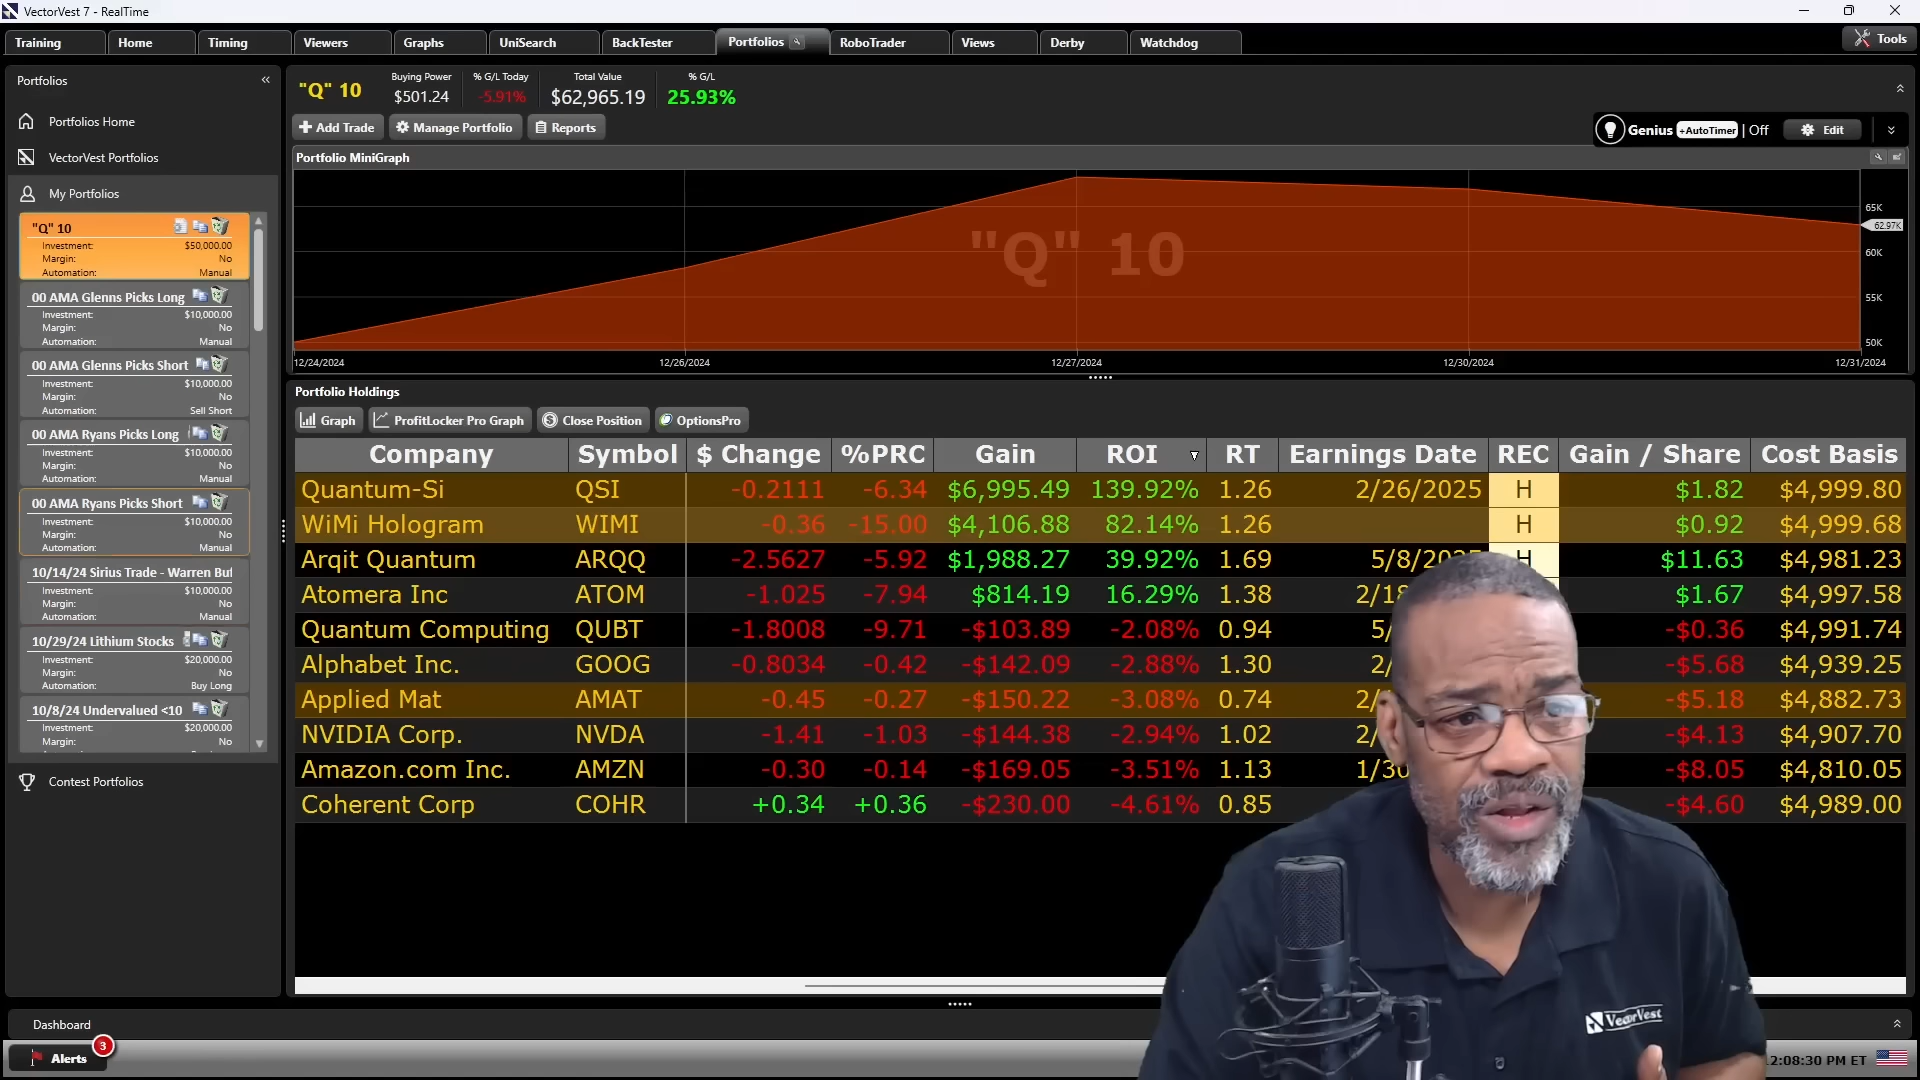 VectorVest 7 - RealTime
Training Home Timing Viewers Graphs UniSearch BackTester Portfolios RoboTrader Views Derby Watchdog Tools
Portfolios
Portfolios Home
VectorVest Portfolios
My Portfolios
"Q" 10
Investment: $50,000.00
Margin: No
Automation: Manual
00 AMA Glenns Picks Long
Investment: $10,000.00
Margin: No
Automation: Manual
00 AMA Glenns Picks Short
Investment: $10,000.00
Margin: No
Automation: Sell Short
00 AMA Ryans Picks Long
Investment: $10,000.00
Margin: No
Automation: Manual
00 AMA Ryans Picks Short
Investment: $10,000.00
Margin: No
Automation: Manual
10/14/24 Sirius Trade - Warren Buf
Investment: $10,000.00
Margin: No
Automation: Manual
10/29/24 Lithium Stocks
Investment: $20,000.00
Margin: No
Automation: Buy Long
10/8/24 Undervalued <10
Investment: $20,000.00
Margin: No
Contest Portfolios
"Q" 10
Buying Power % G/L Today Total Value % G/L
$501.24 -5.91% $62,965.19 25.93%
Add Trade Manage Portfolio Reports
Genius +AutoTimer | Off Edit
Portfolio MiniGraph
"Q" 10
65K
62.97K
60K
55K
50K
12/24/2024 12/26/2024 12/27/2024 12/30/2024 12/31/2024
Portfolio Holdings
Graph ProfitLocker Pro Graph Close Position OptionsPro
Company Symbol $ Change %PRC Gain ROI RT Earnings Date REC Gain / Share Cost Basis
Quantum-Si QSI -0.2111 -6.34 $6,995.49 139.92% 1.26 2/26/2025 H $1.82 $4,999.80
WiMi Hologram WIMI -0.36 -15.00 $4,106.88 82.14% 1.26 H $0.92 $4,999.68
Arqit Quantum ARQQ -2.5627 -5.92 $1,988.27 39.92% 1.69 5/8/2025 H $11.63 $4,981.23
Atomera Inc ATOM -1.025 -7.94 $814.19 16.29% 1.38 2/18 $1.67 $4,997.58
Quantum Computing QUBT -1.8008 -9.71 -$103.89 -2.08% 0.94 5/ -$0.36 $4,991.74
Alphabet Inc. GOOG -0.8034 -0.42 -$142.09 -2.88% 1.30 2/ -$5.68 $4,939.25
Applied Mat AMAT -0.45 -0.27 -$150.22 -3.08% 0.74 2/ -$5.18 $4,882.73
NVIDIA Corp. NVDA -1.41 -1.03 -$144.38 -2.94% 1.02 2/ -$4.13 $4,907.70
Amazon.com Inc. AMZN -0.30 -0.14 -$169.05 -3.51% 1.13 1/30 -$8.05 $4,810.05
Coherent Corp COHR +0.34 +0.36 -$230.00 -4.61% 0.85 -$4.60 $4,989.00
VectorVest
Dashboard
Alerts 3
2:08:30 PM ET